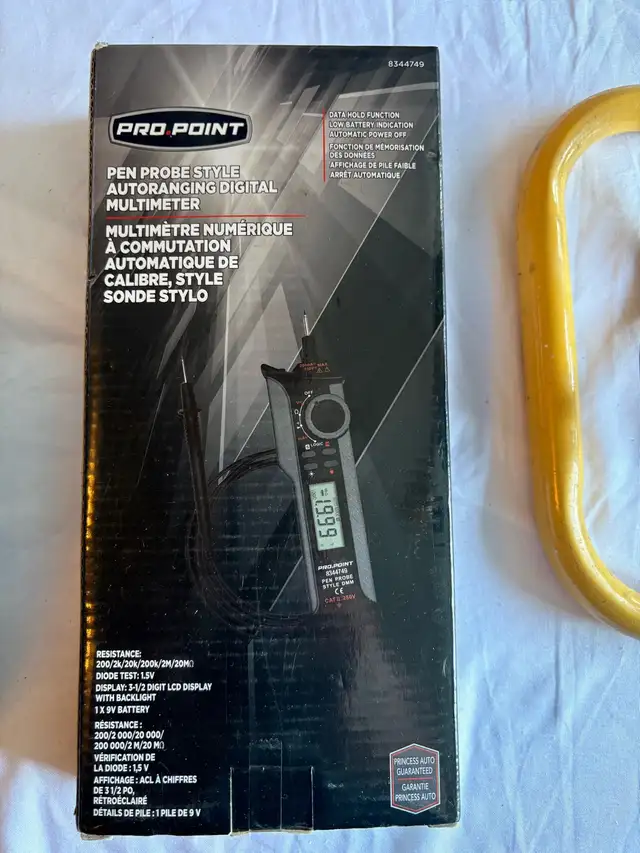 8344749
PRO.POINT
DATA HOLD FUNCTION
LOW BATTERY INDICATION
AUTOMATIC POWER OFF
FONCTION DE MÉMORISATION
DES DONNÉES
AFFICHAGE DE PILE FAIBLE
ARRÊT AUTOMATIQUE
PEN PROBE STYLE
AUTORANGING DIGITAL
MULTIMETER
MULTIMÈTRE NUMÉRIQUE
À COMMUTATION
AUTOMATIQUE DE
CALIBRE, STYLE
SONDE STYLO
MAX
OFF
LOGIC
1999
PRO.POINT
8344749
PEN PROBE
STYLE DMM
CE
RESISTANCE:
200/2k/20k/200k/2M/20MΩ
DIODE TEST: 1.5V
DISPLAY: 3-1/2 DIGIT LCD DISPLAY
WITH BACKLIGHT
1 X 9V BATTERY
RÉSISTANCE :
200/2 000/20 000/
200 000/2 M/20 MΩ
VÉRIFICATION DE
LA DIODE : 1,5 V
AFFICHAGE : ACL À CHIFFRES
DE 3 1/2 PO,
RÉTROÉCLAIRÉ
DÉTAILS DE PILE : 1 PILE DE 9 V
PRINCESS AUTO
GUARANTEED
GARANTIE
PRINCESS AUTO